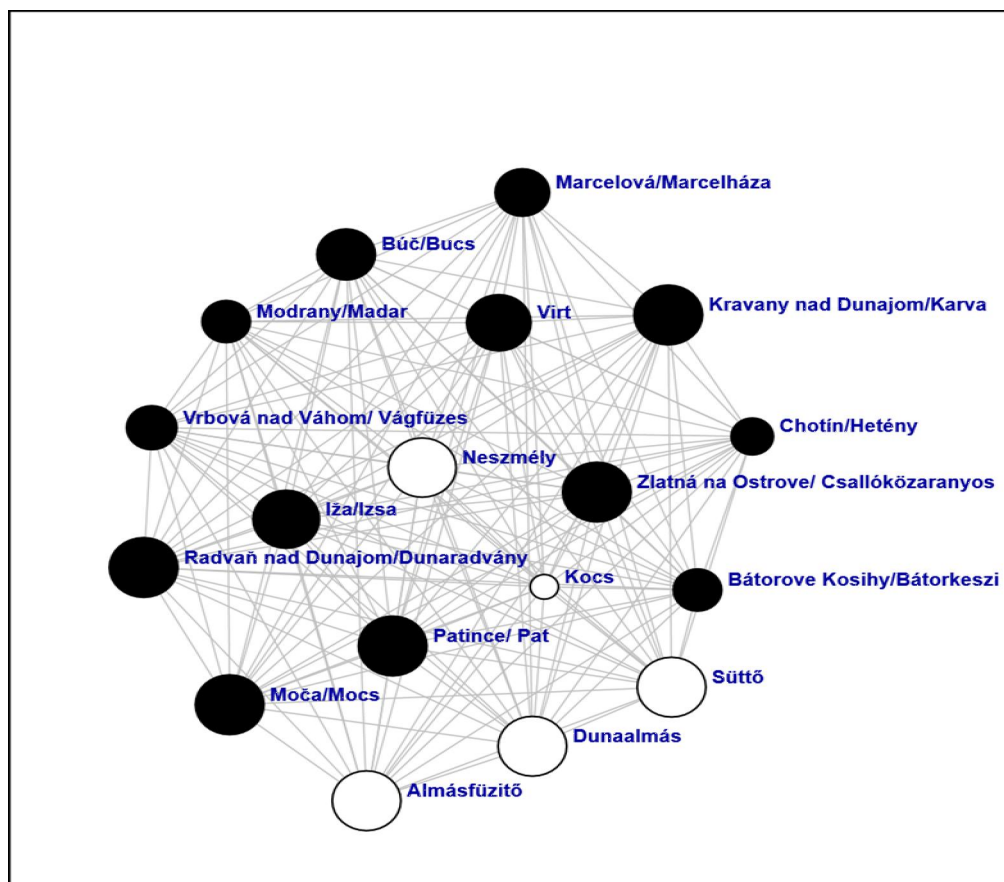 Marcelová/Marcelháza
Búč/Bucs
Modrany/Madar
Virt
Kravany nad Dunajom/Karva
Vrbová nad Váhom/ Vágfüzes
Chotín/Hetény
Neszmély
Zlatná na Ostrove/ Csallóközaranyos
Iža/Izsa
Radvaň nad Dunajom/Dunaradvány
Kocs
Bátorove Kosihy/Bátorkeszi
Patince/ Pat
Süttő
Moča/Mocs
Dunaalmás
Almásfüzitő